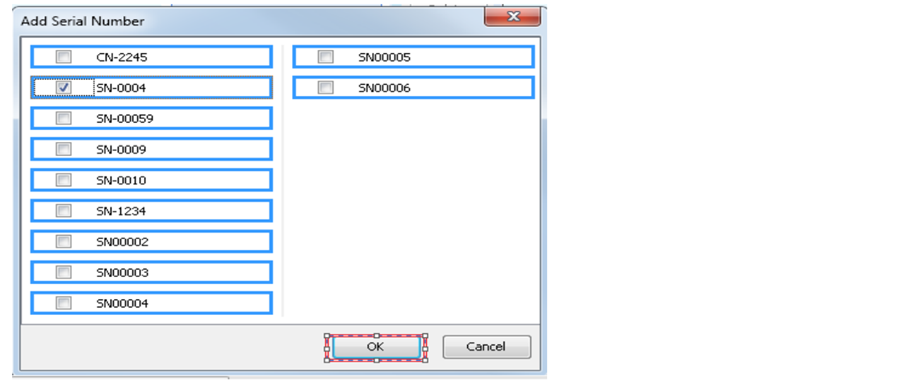 Add Serial Number
CN-2245
SN-0004
SN-00059
SN-0009
SN-0010
SN-1234
SN00002
SN00003
SN00004
SN00005
SN00006
OK
Cancel